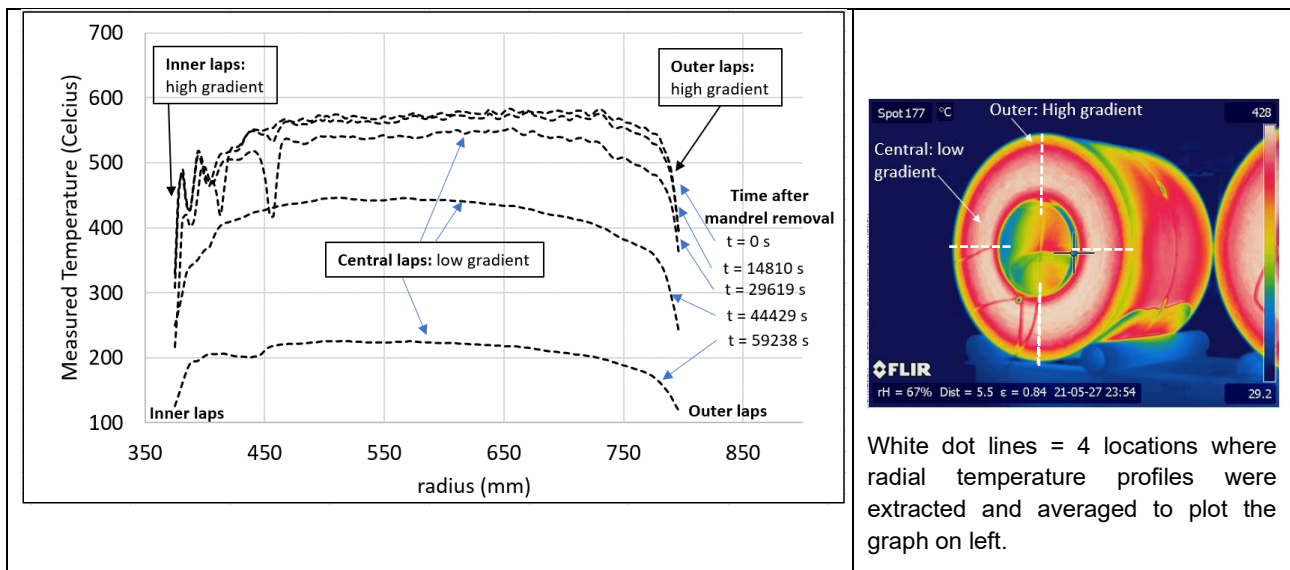 700
600
500
400
300
200
100
Measured Temperature (Celcius)
Inner laps:
high gradient
Outer laps:
high gradient
Time after
mandrel removal
t = 0 s
t = 14810 s
t = 29619 s
t = 44429 s
t = 59238 s
Central laps: low gradient
Inner laps
Outer laps
350
450
550
650
750
850
radius (mm)
Spot 177 °C
Outer: High gradient
428
Central: low
gradient
FLIR
rH = 67% Dist = 5.5 ε = 0.84 21-05-27 23:54
29.2
White dot lines = 4 locations where
radial temperature profiles were
extracted and averaged to plot the
graph on left.